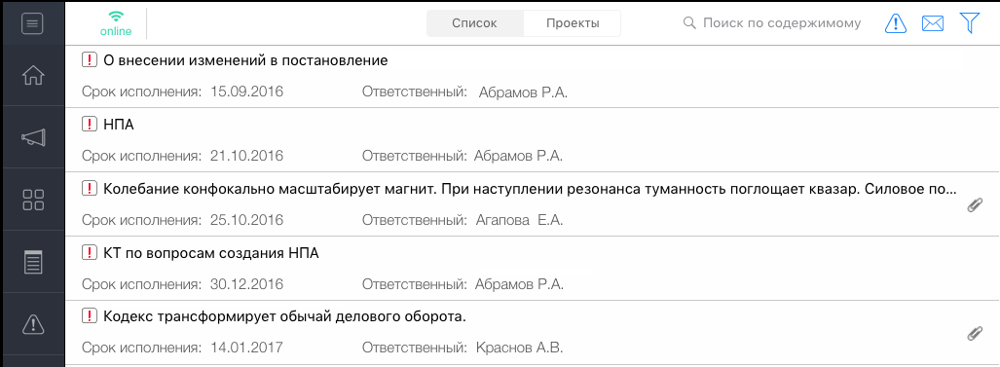 online
Список Проекты Поиск по содержимому
О внесении изменений в постановление
Срок исполнения: 15.09.2016 Ответственный: Абрамов Р.А.
НПА
Срок исполнения: 21.10.2016 Ответственный: Абрамов Р.А.
Колебание конфокально масштабирует магнит. При наступлении резонанса туманность поглощает квазар. Силовое по...
Срок исполнения: 25.10.2016 Ответственный: Агапова Е.А.
КТ по вопросам создания НПА
Срок исполнения: 30.12.2016 Ответственный: Абрамов Р.А.
Кодекс трансформирует обычай делового оборота.
Срок исполнения: 14.01.2017 Ответственный: Краснов А.В.